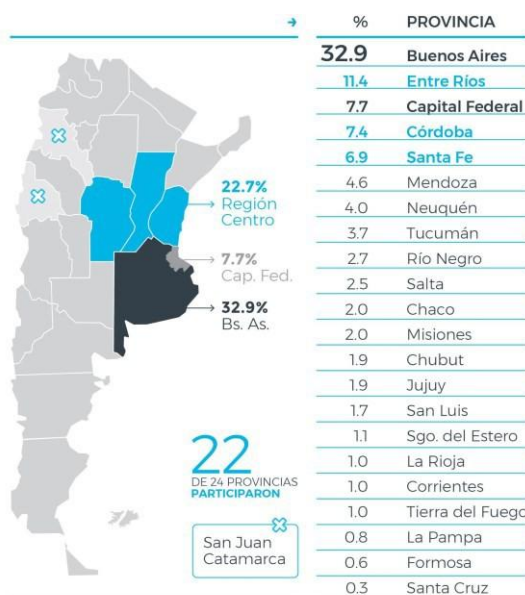 % PROVINCIA
32.9 Buenos Aires
11.4 Entre Ríos
7.7 Capital Federal
7.4 Córdoba
6.9 Santa Fe
4.6 Mendoza
4.0 Neuquén
3.7 Tucumán
2.7 Río Negro
2.5 Salta
2.0 Chaco
2.0 Misiones
1.9 Chubut
1.9 Jujuy
1.7 San Luis
1.1 Sgo. del Estero
1.0 La Rioja
1.0 Corrientes
1.0 Tierra del Fuego
0.8 La Pampa
0.6 Formosa
0.3 Santa Cruz
22.7%
Región
Centro
7.7%
Cap. Fed.
32.9%
Bs. As.
22
DE 24 PROVINCIAS
PARTICIPARON
San Juan
Catamarca